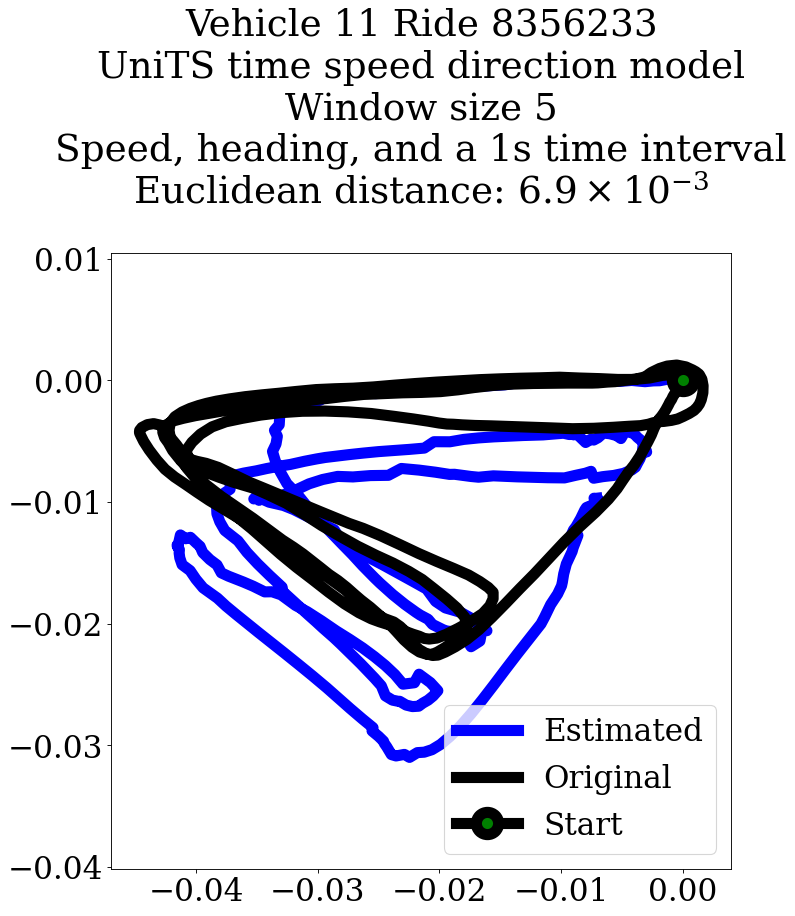 Vehicle 11 Ride 8356233
UniTS time speed direction model
Window size 5
Speed, heading, and a 1s time interval
Euclidean distance: 6.9 × 10⁻³
0.01
0.00
−0.01
−0.02
−0.03
−0.04
Estimated
Original
Start
−0.04 −0.03 −0.02 −0.01 0.00